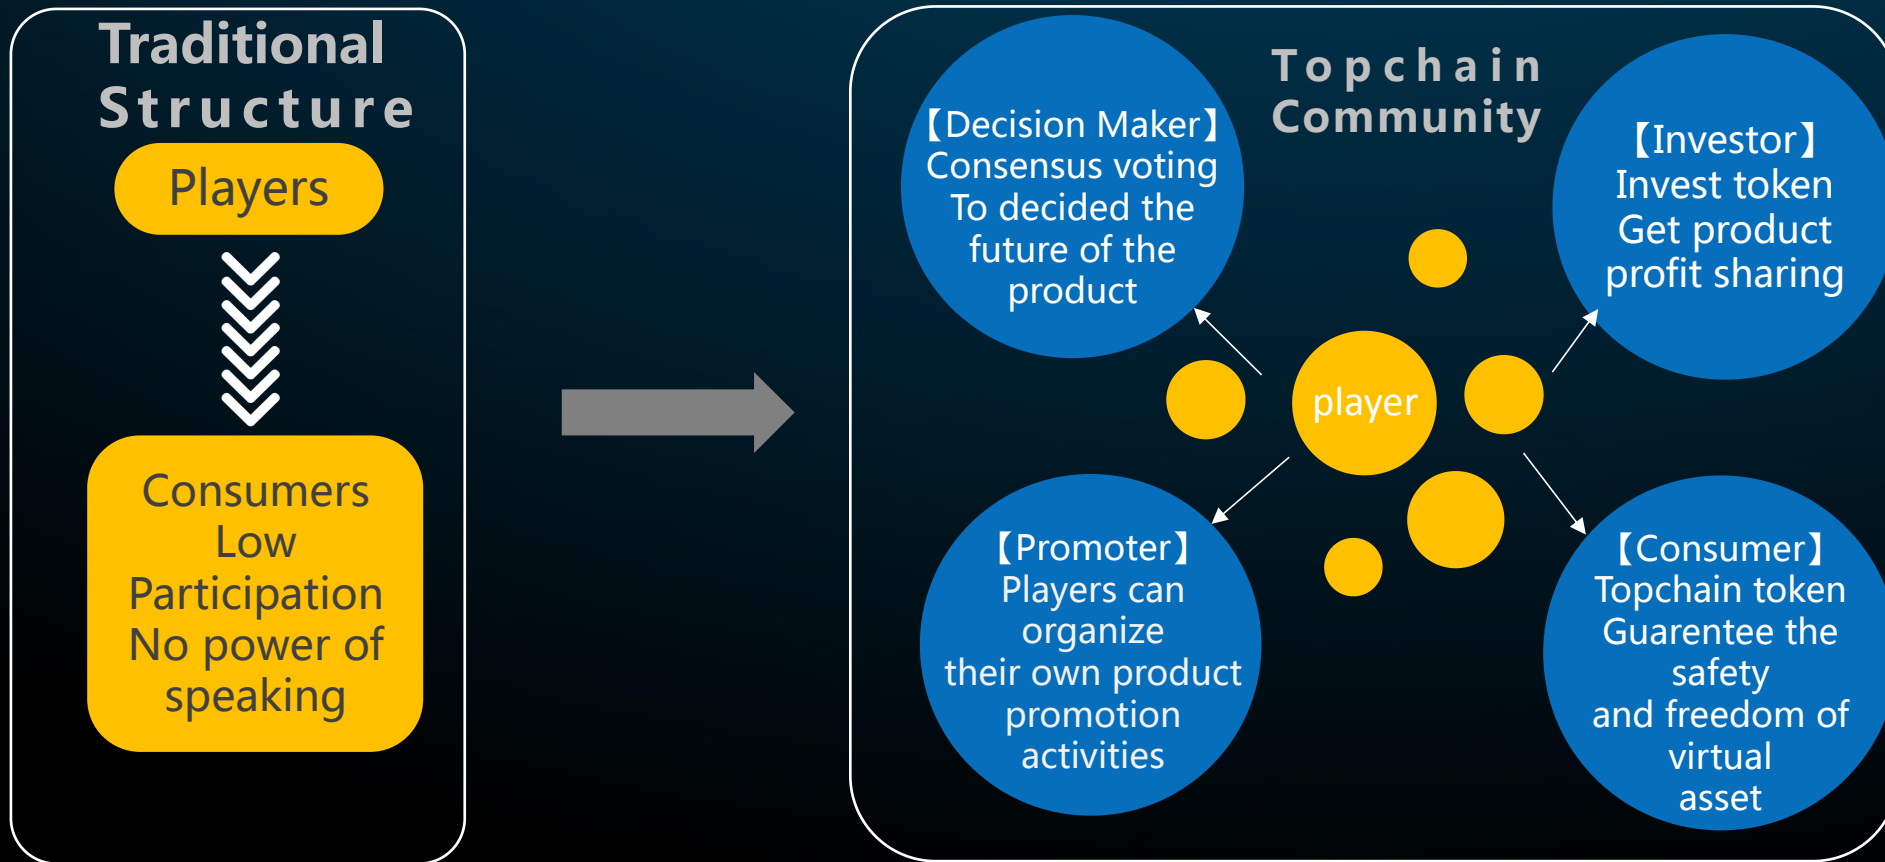 Traditional
Structure
Players
Consumers
Low
Participation
No power of
speaking
Topchain
Community
【Decision Maker】
Consensus voting
To decided the
future of the
product
【Investor】
Invest token
Get product
profit sharing
player
【Promoter】
Players can
organize
their own product
promotion
activities
【Consumer】
Topchain token
Guarentee the
safety
and freedom of
virtual
asset